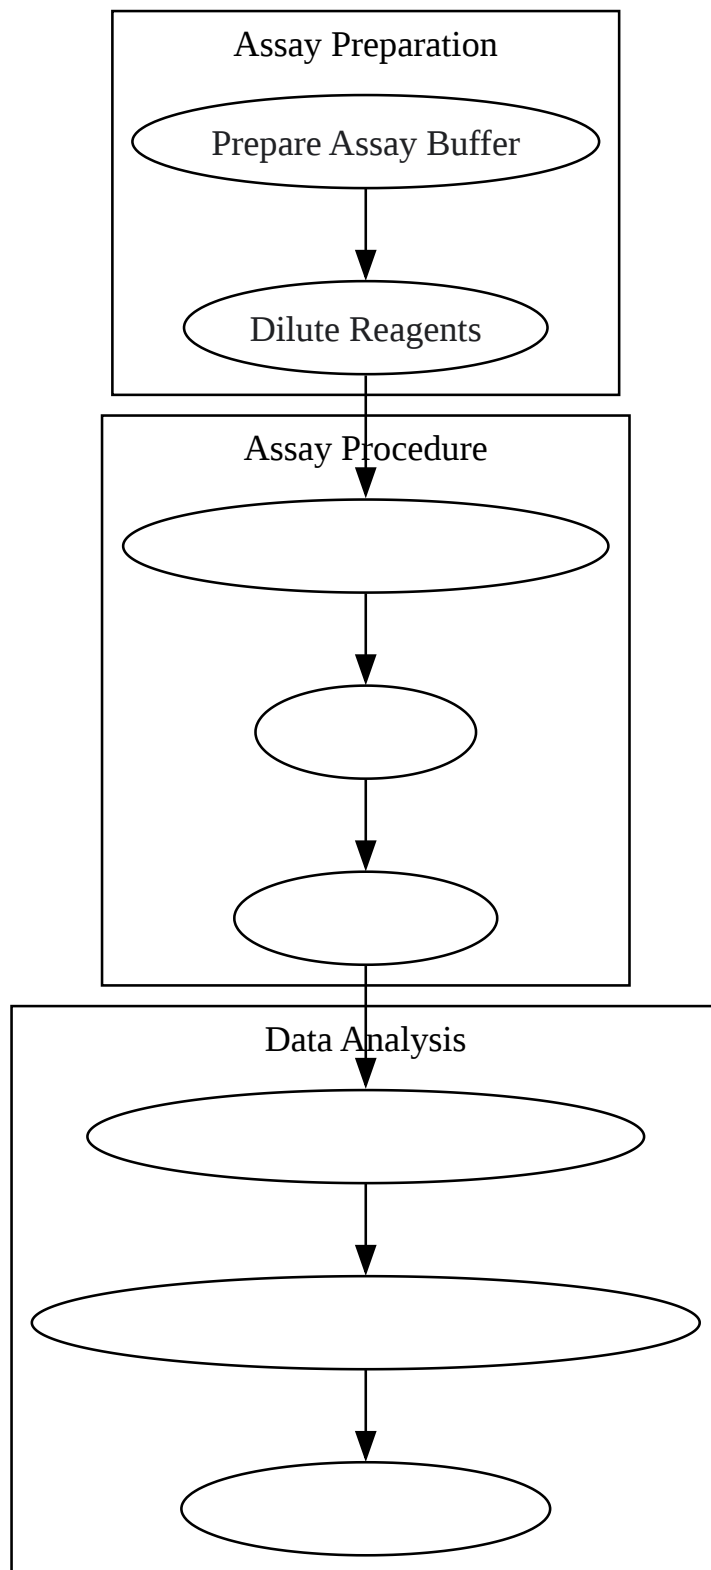 Assay Preparation
Prepare Assay Buffer
Dilute Reagents
Assay Procedure
Data Analysis